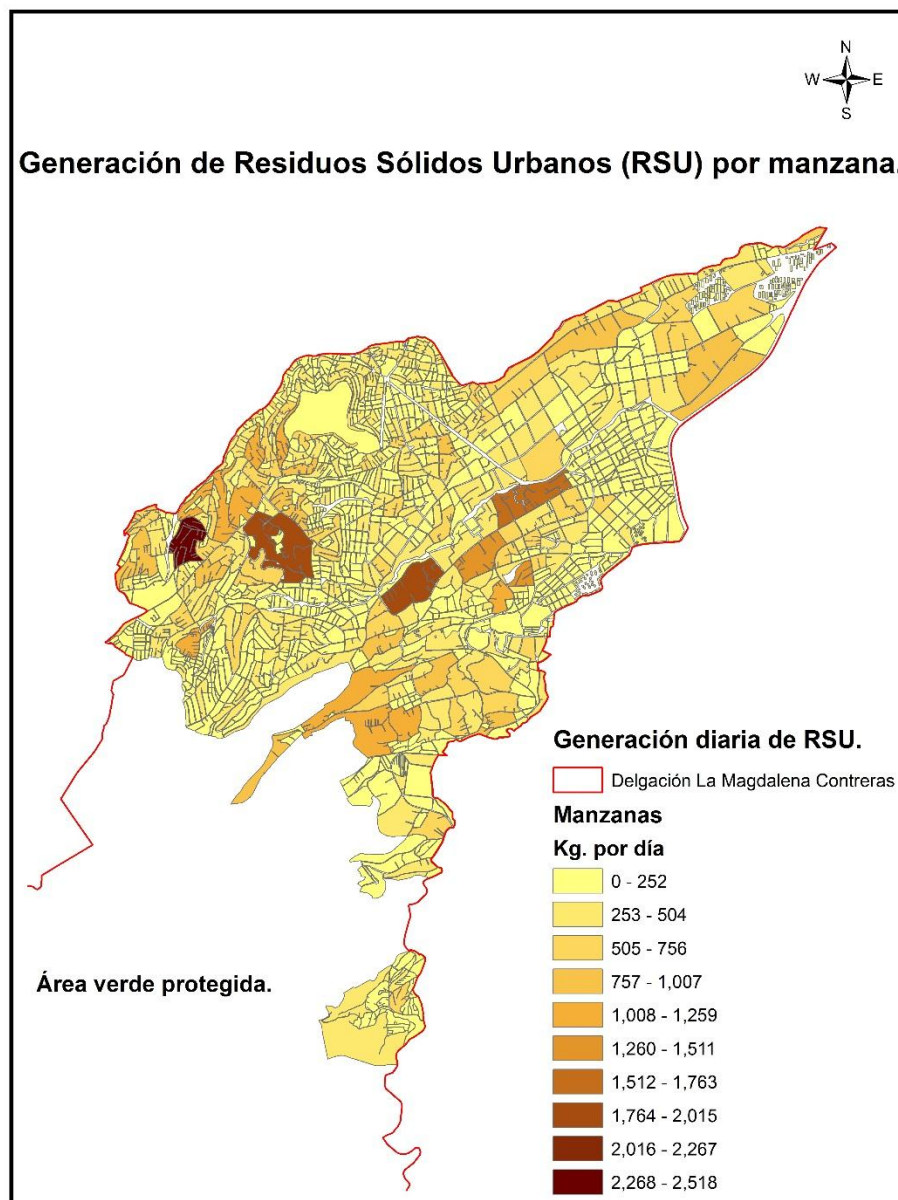 N
W E
S
Generación de Residuos Sólidos Urbanos (RSU) por manzana.
Generación diaria de RSU.
Delgación La Magdalena Contreras
Manzanas
Kg. por día
0 - 252
253 - 504
505 - 756
757 - 1,007
1,008 - 1,259
1,260 - 1,511
1,512 - 1,763
1,764 - 2,015
2,016 - 2,267
2,268 - 2,518
Área verde protegida.